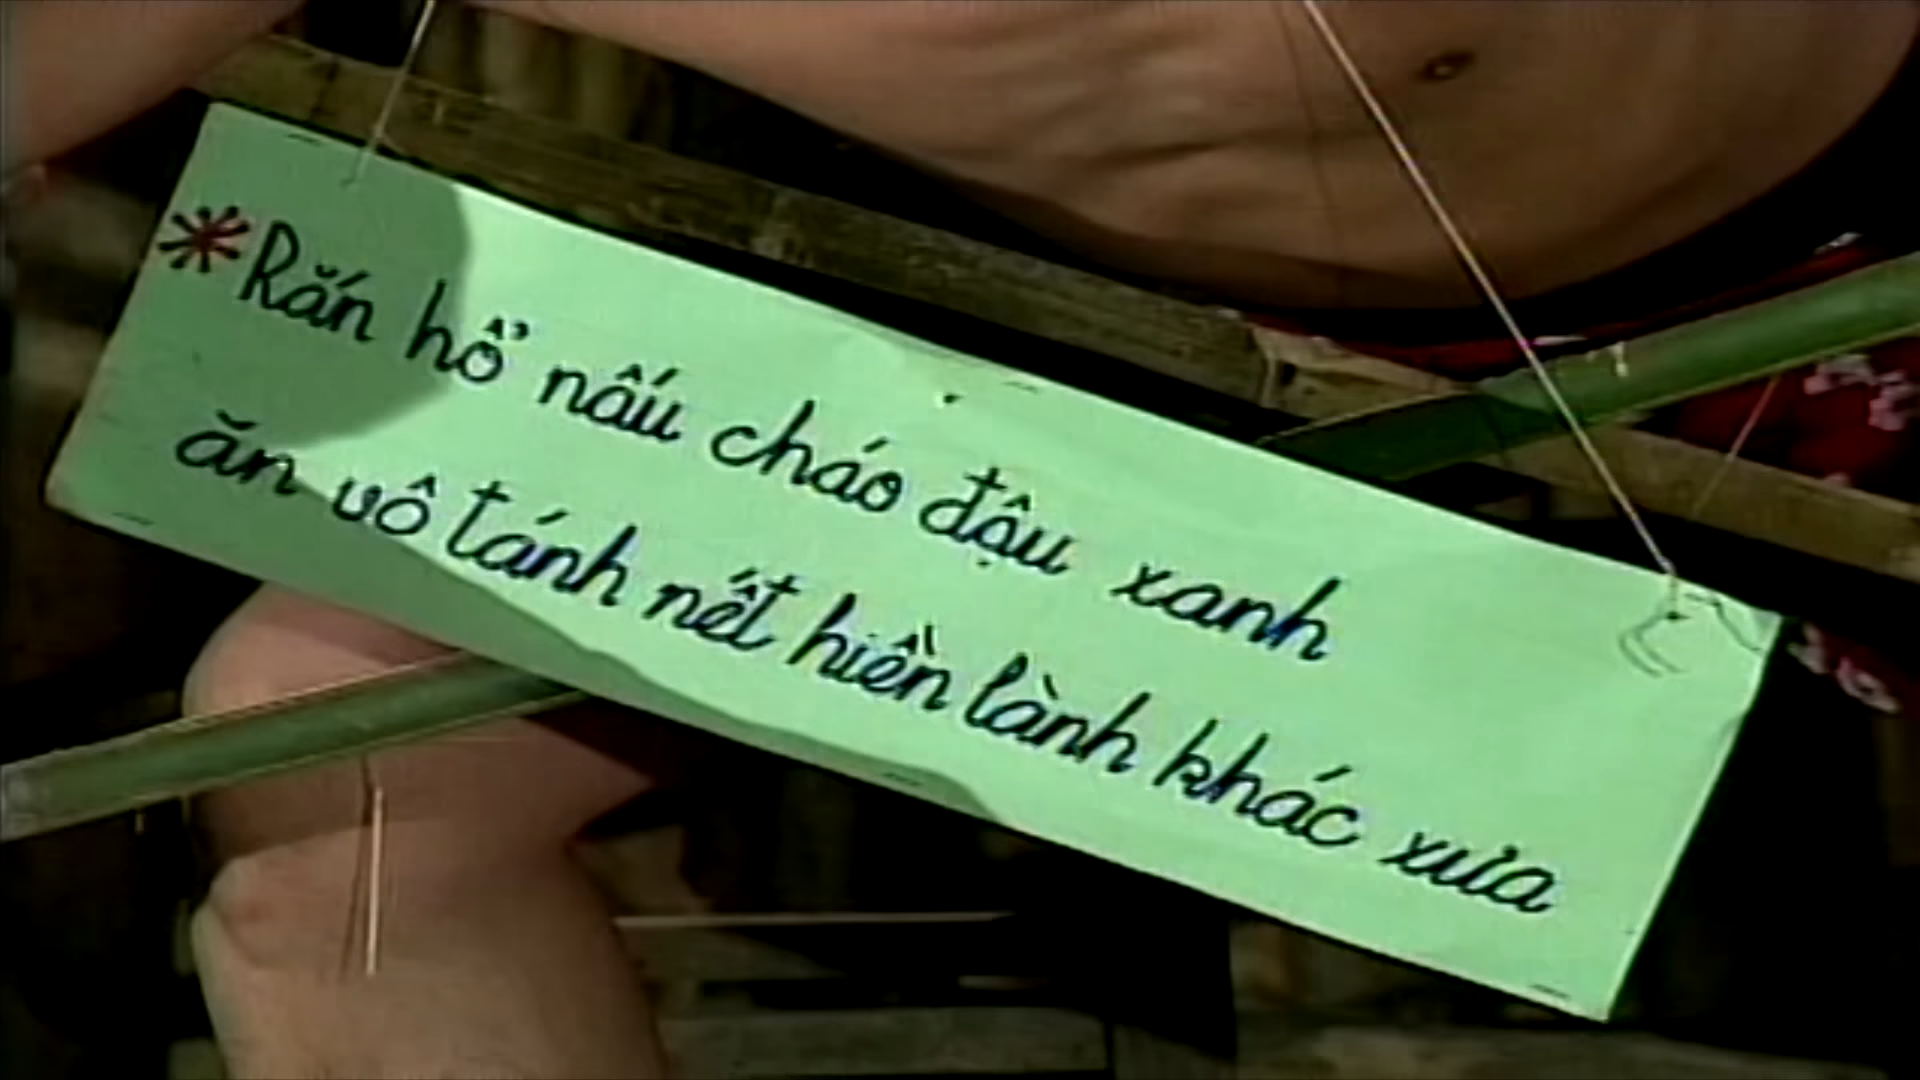 Rắn hổ nấu cháo đậu xanh
ăn vô tánh nết hiền lành khác xưa